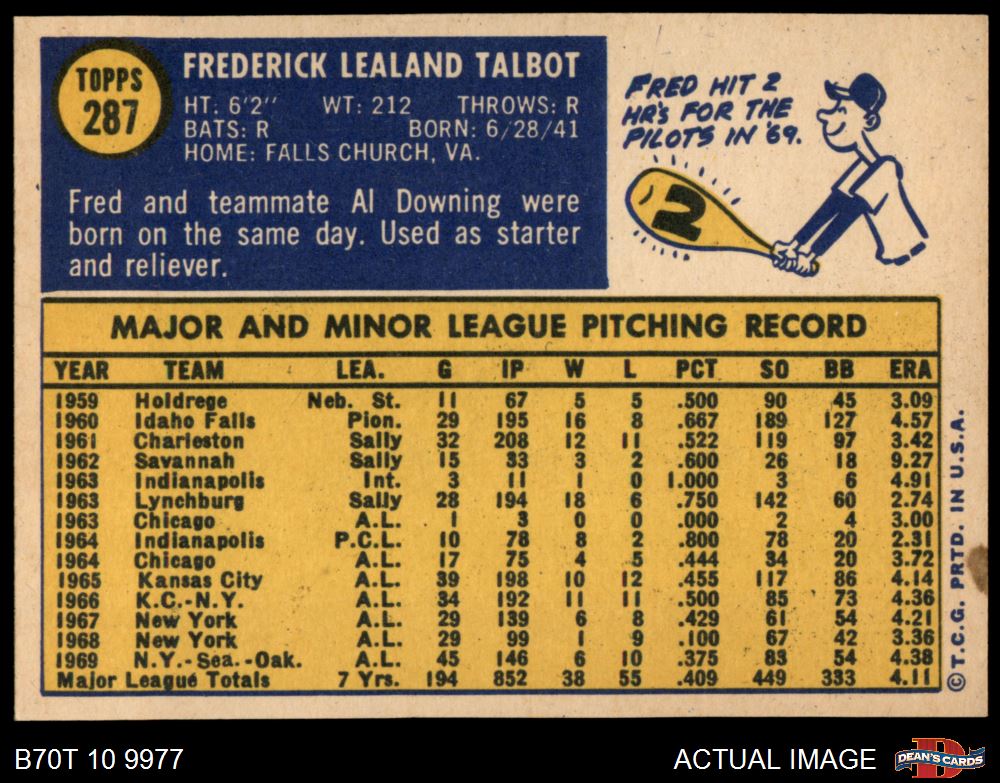 TOPPS
287
FREDERICK LEALAND TALBOT
HT: 6'2" WT: 212 THROWS: R
BATS: R BORN: 6/28/41
HOME: FALLS CHURCH, VA.
Fred and teammate Al Downing were
born on the same day. Used as starter
and reliever.
FRED HIT 2
HR'S FOR THE
PILOTS IN '69.
2
MAJOR AND MINOR LEAGUE PITCHING RECORD
YEAR TEAM LEA. G IP W L PCT SO BB ERA
1959 Holdrege Neb. St. 11 67 5 5 .500 90 45 3.09
1960 Idaho Falls Pion. 29 195 16 8 .667 189 127 4.57
1961 Charleston Sally 32 208 12 11 .522 119 97 3.42
1962 Savannah Sally 15 33 3 2 .600 26 18 9.27
1963 Indianapolis Int. 3 11 1 0 1.000 3 6 4.91
1963 Lynchburg Sally 28 194 18 6 .750 142 60 2.74
1963 Chicago A.L. 1 3 0 0 .000 2 4 3.00
1964 Indianapolis P.C.L. 10 78 8 2 .800 78 20 2.31
1964 Chicago A.L. 17 75 4 5 .444 34 20 3.72
1965 Kansas City A.L. 39 198 10 12 .455 117 86 4.14
1966 K.C.-N.Y. A.L. 34 192 11 11 .500 85 73 4.36
1967 New York A.L. 29 139 6 8 .429 61 54 4.21
1968 New York A.L. 29 99 1 9 .100 67 42 3.36
1969 N.Y.-Sea.-Oak. A.L. 45 146 6 10 .375 83 54 4.38
Major League Totals 7 Yrs. 194 852 38 55 .409 449 333 4.11
© T.C.G. PRTD. IN U.S.A.
B70T 10 9977
ACTUAL IMAGE
D
DEAN'S CARDS